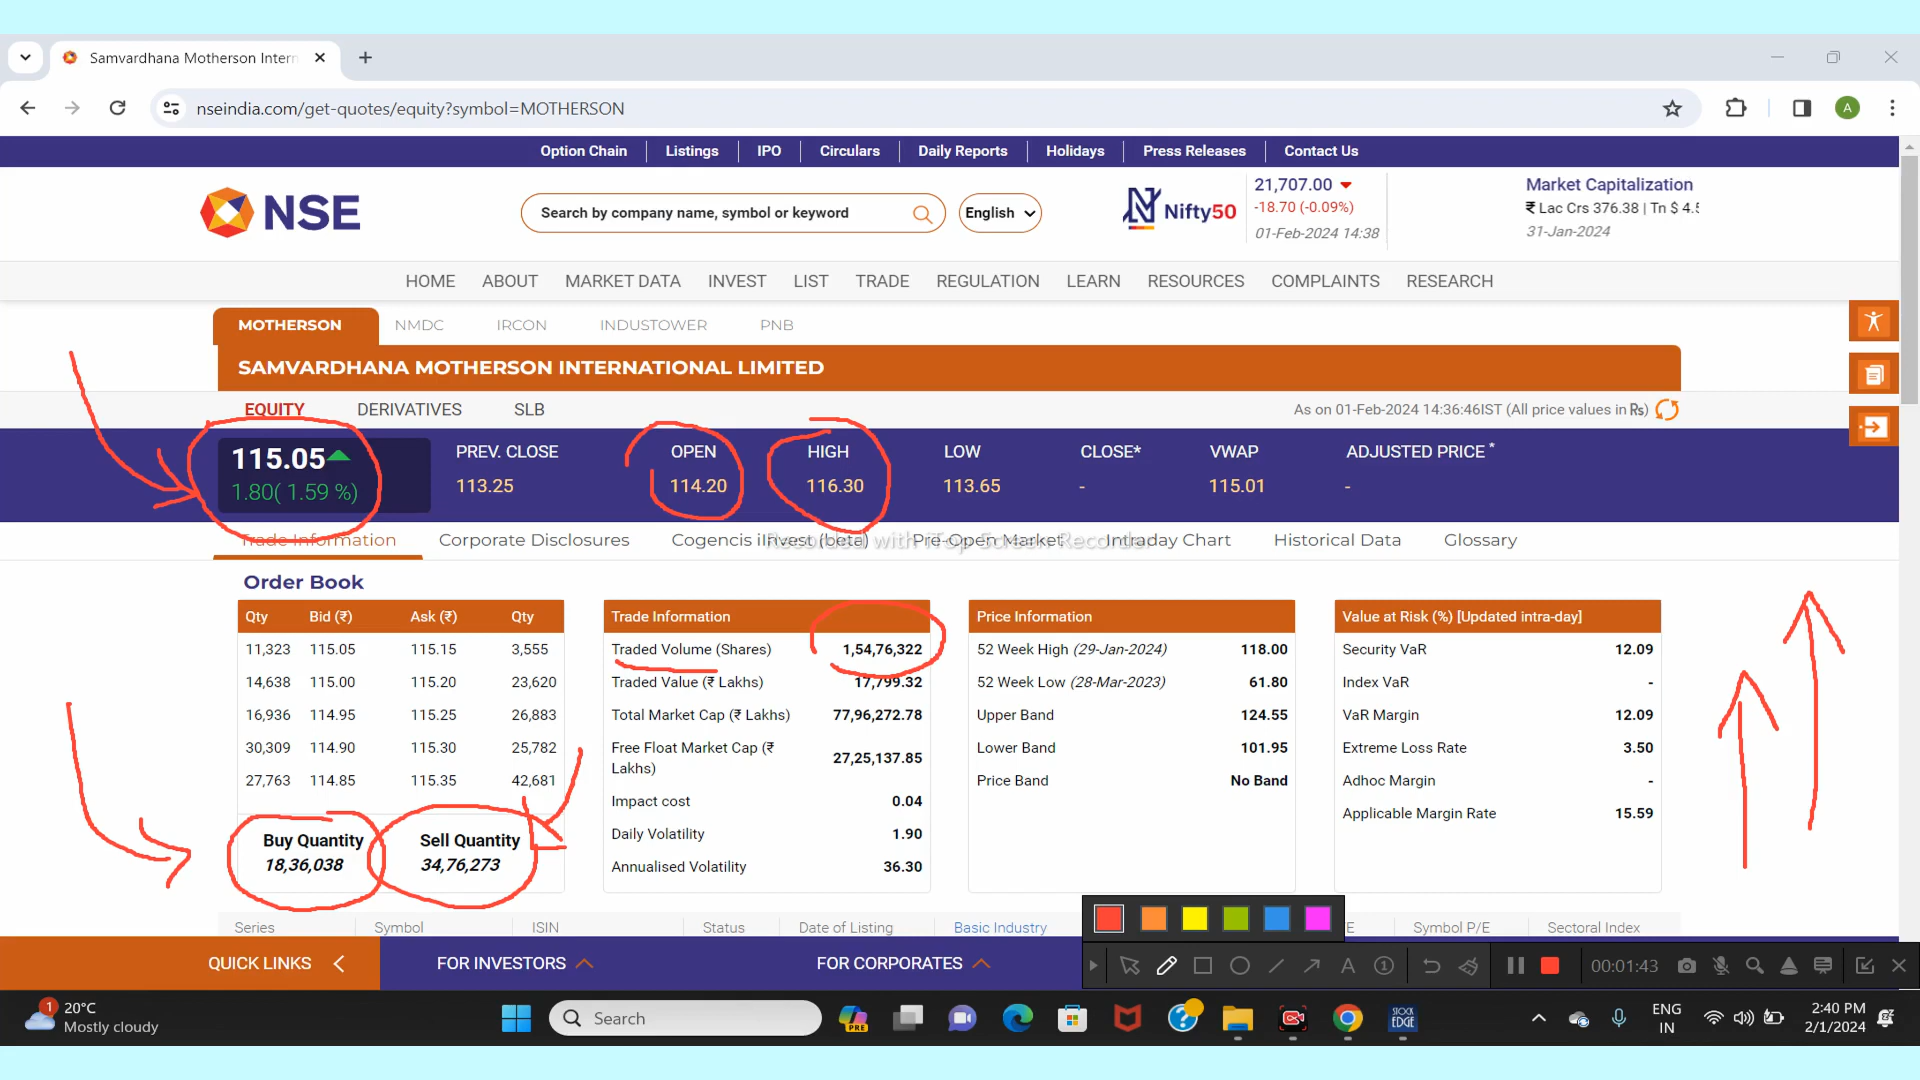 Samvardhana Motherson Intern
nseindia.com/get-quotes/equity?symbol=MOTHERSON
A
Option Chain Listings IPO Circulars Daily Reports Holidays Press Releases Contact Us
NSE
Search by company name, symbol or keyword
English
Nifty50
21,707.00
-18.70 (-0.09%)
01-Feb-2024 14:38
Market Capitalization
₹ Lac Crs 376.38 | Tn $ 4.5
31-Jan-2024
HOME ABOUT MARKET DATA INVEST LIST TRADE REGULATION LEARN RESOURCES COMPLAINTS RESEARCH
MOTHERSON NMDC IRCON INDUSTOWER PNB
SAMVARDHANA MOTHERSON INTERNATIONAL LIMITED
EQUITY DERIVATIVES SLB
As on 01-Feb-2024 14:36:46IST (All price values in Rs)
115.05
1.80( 1.59 %)
PREV. CLOSE OPEN HIGH LOW CLOSE* VWAP ADJUSTED PRICE *
113.25 114.20 116.30 113.65 - 115.01 -
Trade Information Corporate Disclosures Cogencis iInvest (beta) Pre-Open Market Intraday Chart Historical Data Glossary
Recorded with iTop Screen Recorder
Order Book
Qty Bid (₹) Ask (₹) Qty
11,323 115.05 115.15 3,555
14,638 115.00 115.20 23,620
16,936 114.95 115.25 26,883
30,309 114.90 115.30 25,782
27,763 114.85 115.35 42,681
Buy Quantity Sell Quantity
18,36,038 34,76,273
Trade Information
Traded Volume (Shares) 1,54,76,322
Traded Value (₹ Lakhs) 17,799.32
Total Market Cap (₹ Lakhs) 77,96,272.78
Free Float Market Cap (₹
Lakhs) 27,25,137.85
Impact cost 0.04
Daily Volatility 1.90
Annualised Volatility 36.30
Price Information
52 Week High (29-Jan-2024) 118.00
52 Week Low (28-Mar-2023) 61.80
Upper Band 124.55
Lower Band 101.95
Price Band No Band
Value at Risk (%) [Updated intra-day]
Security VaR 12.09
Index VaR -
VaR Margin 12.09
Extreme Loss Rate 3.50
Adhoc Margin -
Applicable Margin Rate 15.59
Series Symbol ISIN Status Date of Listing Basic Industry E Symbol P/E Sectoral Index
QUICK LINKS FOR INVESTORS FOR CORPORATES
A 1 00:01:43
1
20°C
Mostly cloudy
Search
PRE
STOCK
EDGE
ENG
IN
2:40 PM
2/1/2024